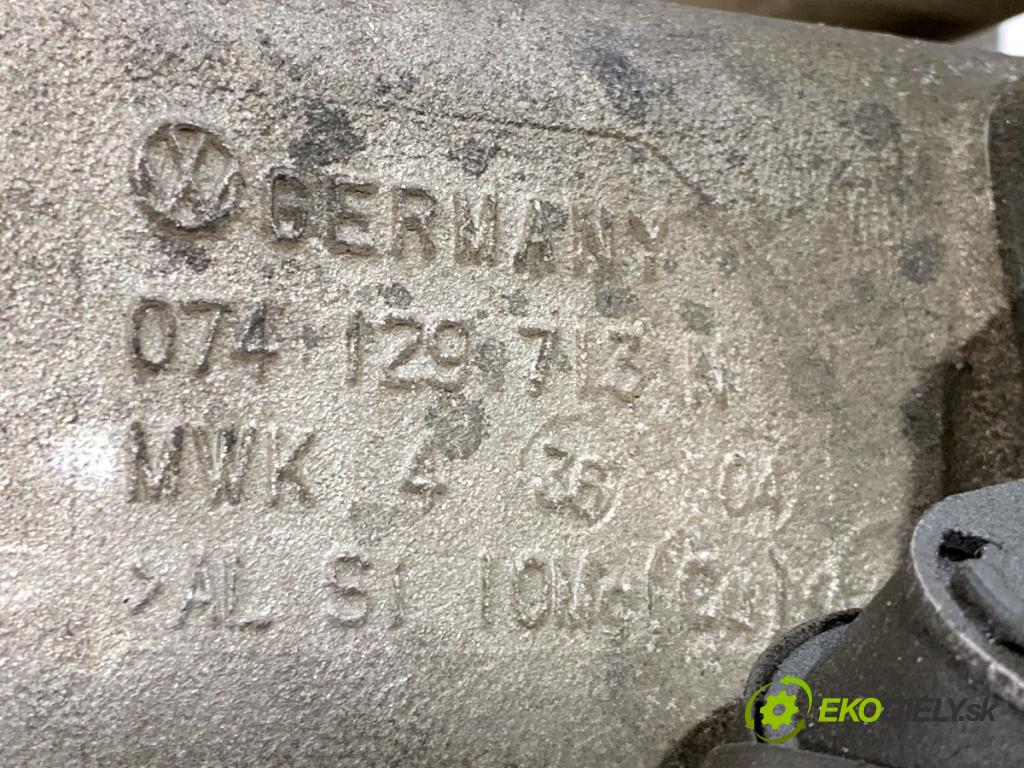 GERMANY
074 129 713 N
MWK 4 36 04
>AL SI 10Mg(Cu)
EKODIELY.sk